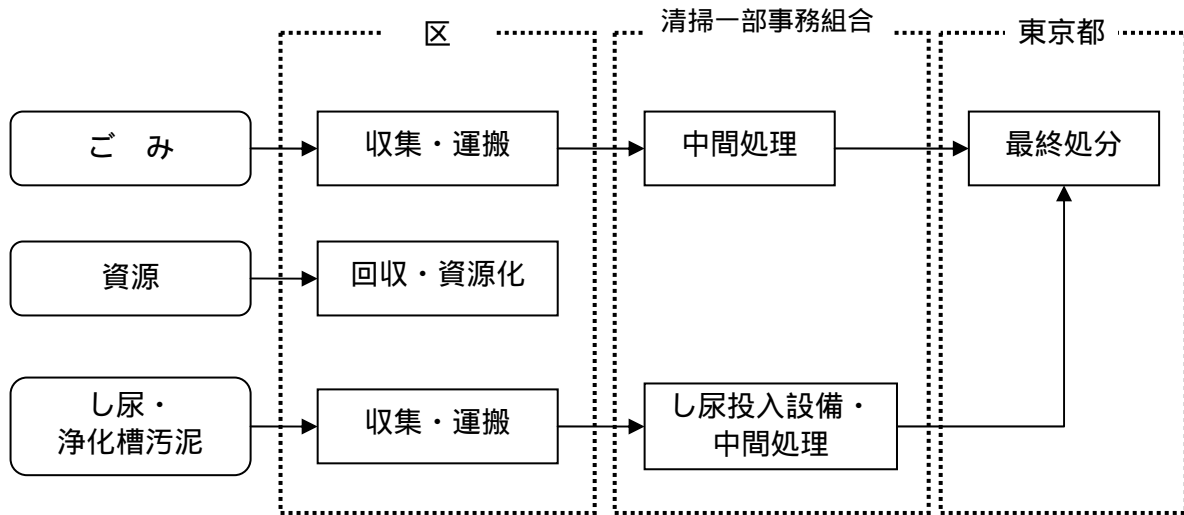 区
清掃一部事務組合
東京都
ご　み
収集・運搬
中間処理
最終処分
資源
回収・資源化
し尿・
浄化槽汚泥
収集・運搬
し尿投入設備・
中間処理